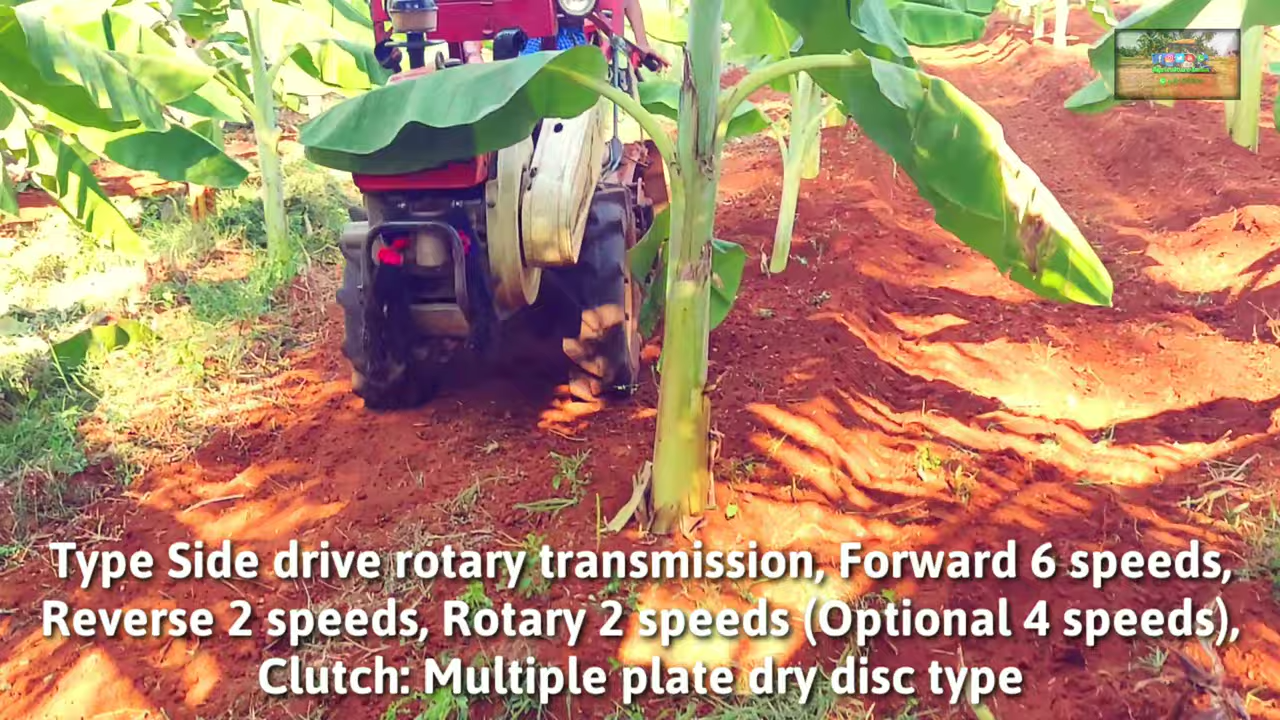 Type Side drive rotary transmission, Forward 6 speeds,
Reverse 2 speeds, Rotary 2 speeds (Optional 4 speeds),
Clutch: Multiple plate dry disc type